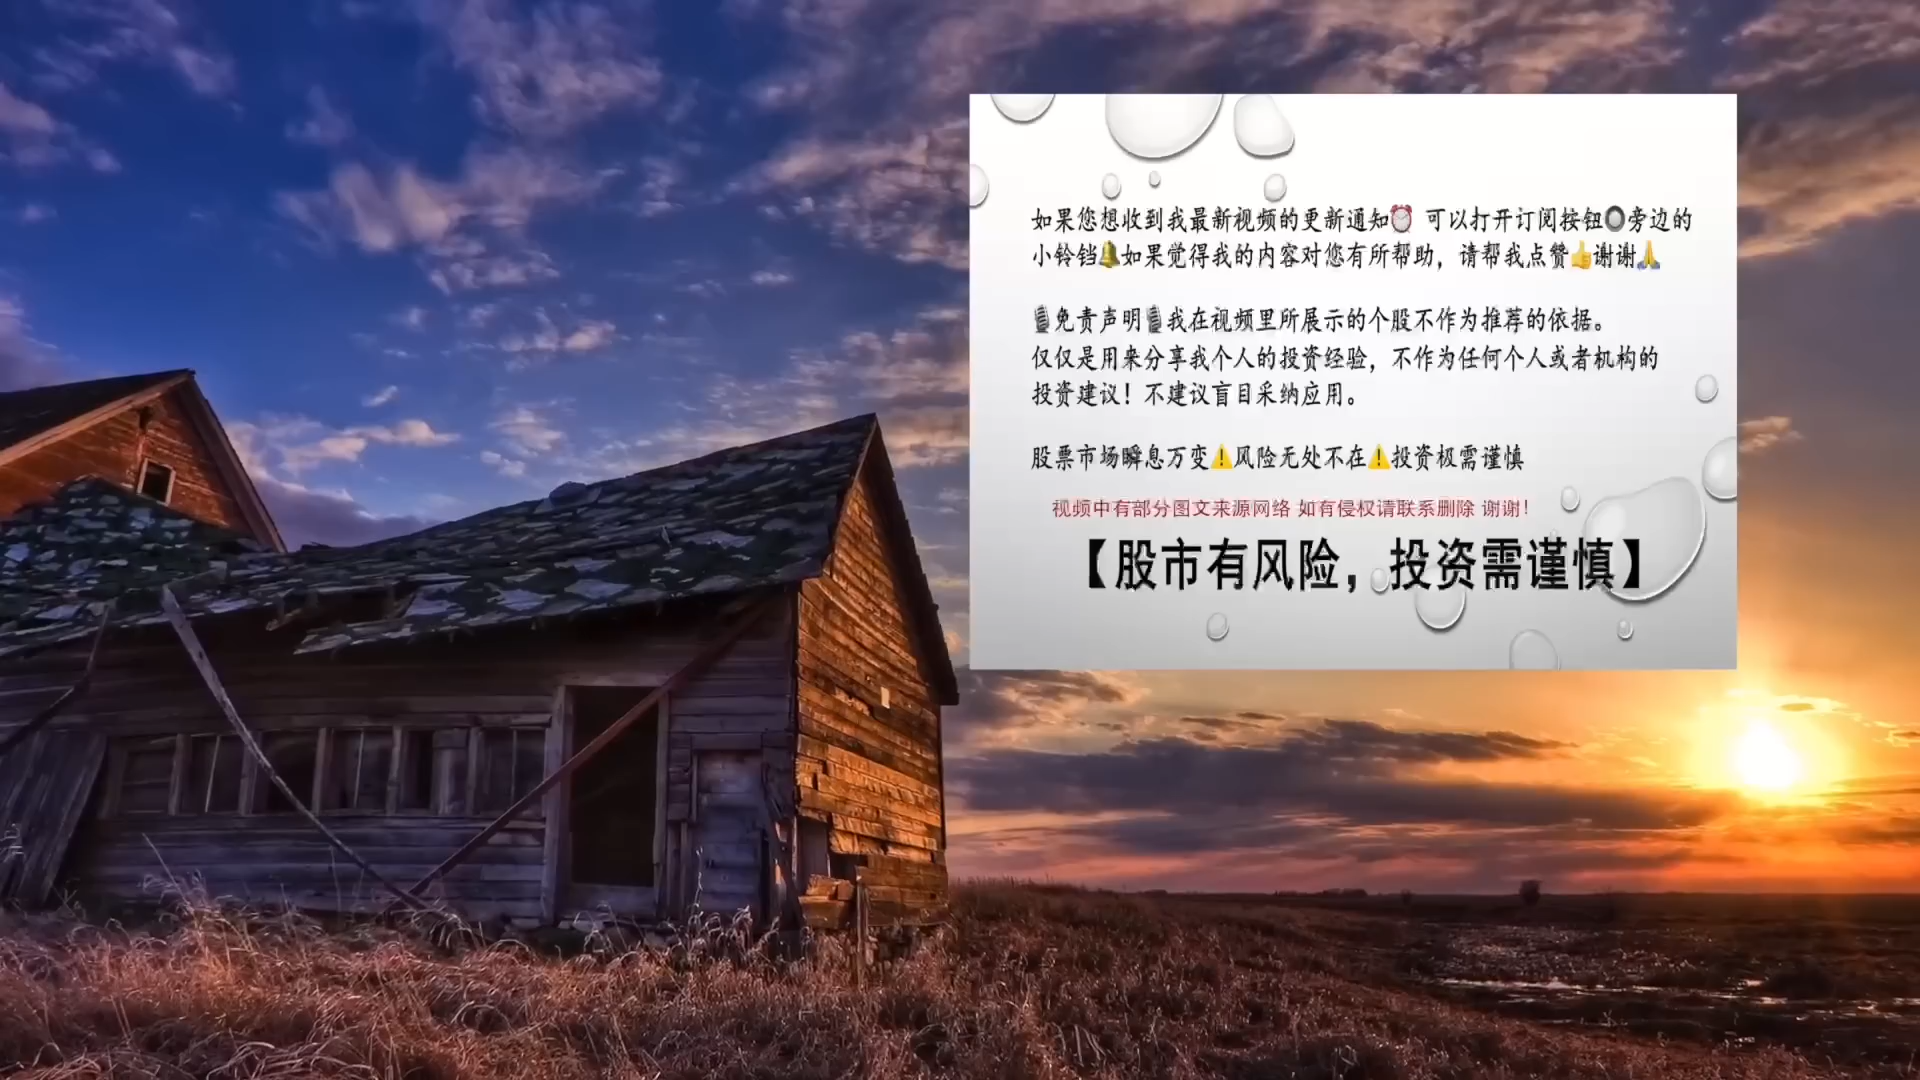 如果您想收到我最新视频的更新通知⏰ 可以打开订阅按钮🔘旁边的
小铃铛🔔如果觉得我的内容对您有所帮助，请帮我点赞👍谢谢🙏
🎙免责声明🎙我在视频里所展示的个股不作为推荐的依据。
仅仅是用来分享我个人的投资经验，不作为任何个人或者机构的
投资建议！不建议盲目采纳应用。
股票市场瞬息万变⚠️风险无处不在⚠️投资极需谨慎
视频中有部分图文来源网络 如有侵权请联系删除 谢谢！
【股市有风险，投资需谨慎】